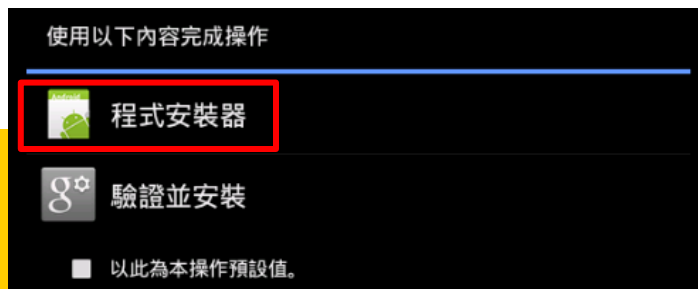 使用以下內容完成操作
Android
程式安裝器
g
驗證並安裝
以此為本操作預設值。